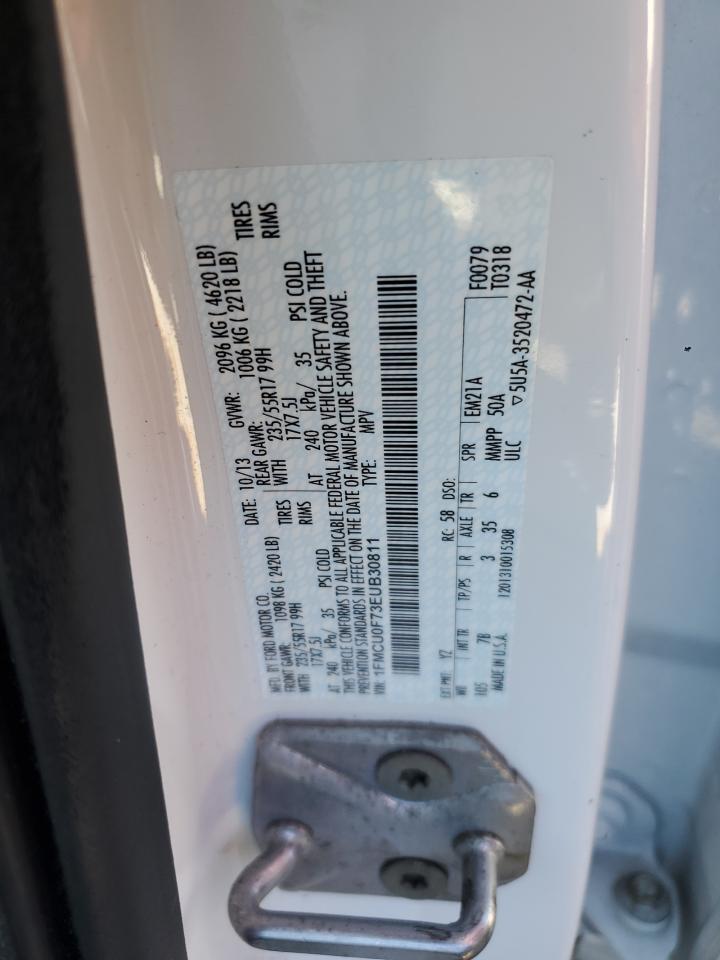 MFD. BY FORD MOTOR CO.
DATE: 10/13 GVWR: 2096 KG ( 4620 LB)
FRONT GAWR: 1098 KG ( 2420 LB) REAR GAWR: 1006 KG ( 2218 LB)
WITH 235/55R17 99H TIRES WITH 235/55R17 99H TIRES
17X7.5J RIMS 17X7.5J RIMS
AT 240 kPa/ 35 PSI COLD AT 240 kPa/ 35 PSI COLD
THIS VEHICLE CONFORMS TO ALL APPLICABLE FEDERAL MOTOR VEHICLE SAFETY AND THEFT
PREVENTION STANDARDS IN EFFECT ON THE DATE OF MANUFACTURE SHOWN ABOVE.
VIN: 1FMCU0F73EUB30811 TYPE: MPV
EXT PNT: YZ RC: 58 DSO: F0079
WB INT TR TP/PS R AXLE TR SPR EM21A T0318
105 7B 3 35 6 MMPP 50A
MADE IN U.S.A. 1201310015308 ULC ▽5U5A-3520472-AA